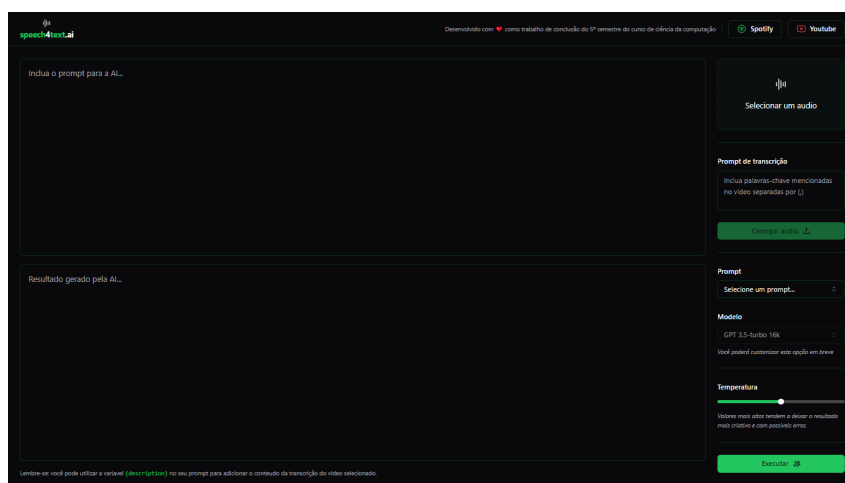 speech4text.ai
Desenvolvido com ❤ como trabalho de conclusão do 5º semestre do curso de ciência da computação
Spotify
Youtube
Inclua o prompt para a AI...
Selecionar um audio
Prompt de transcrição
Inclua palavras-chave mencionadas
no video separadas por (,)
Carregar audio
Resultado gerado pela AI...
Prompt
Selecione um prompt...
Modelo
GPT 3.5-turbo 16k
Você poderá customizar esta opção em breve
Temperatura
Valores mais altos tendem a deixar o resultado
mais criativo e com possíveis erros.
Executar
Lembre-se: você pode utilizar a variavel {description} no seu prompt para adicionar o conteudo da transcrição do video selecionado.